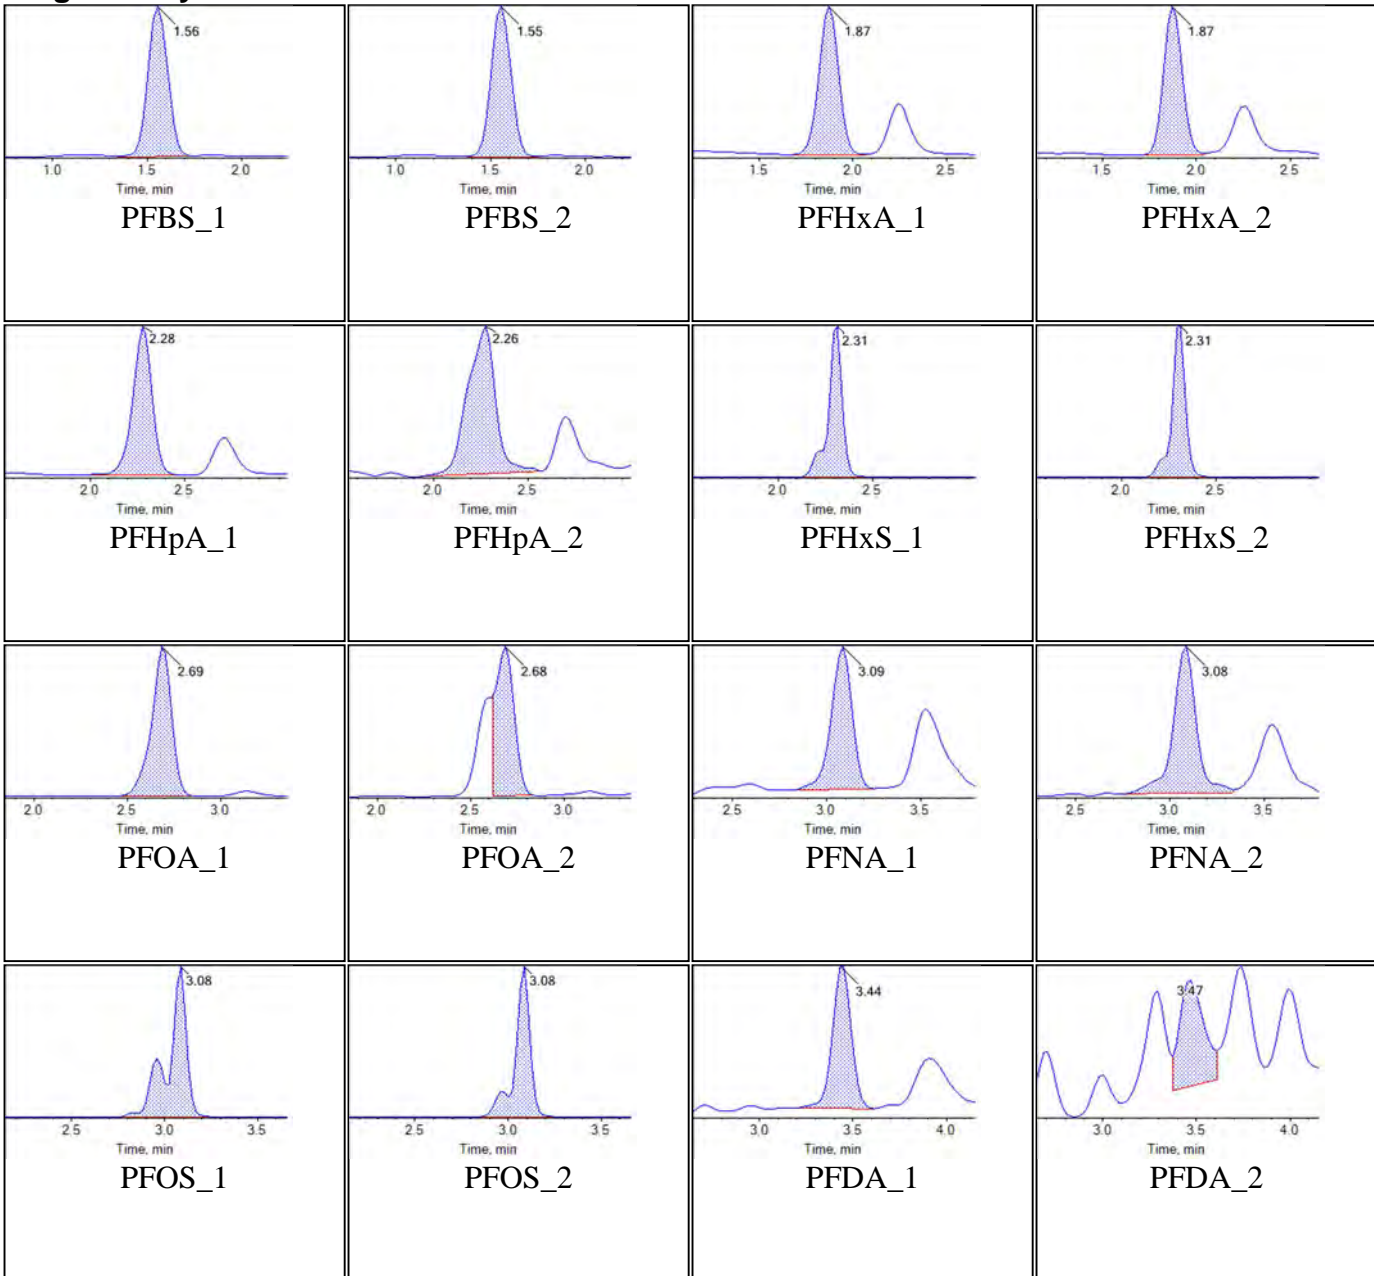 1.56
1.0 1.5 2.0
Time, min
PFBS_1
1.55
1.0 1.5 2.0
Time, min
PFBS_2
1.87
1.5 2.0 2.5
Time, min
PFHxA_1
1.87
1.5 2.0 2.5
Time, min
PFHxA_2
2.28
2.0 2.5
Time, min
PFHpA_1
2.26
2.0 2.5
Time, min
PFHpA_2
2.31
2.0 2.5
Time, min
PFHxS_1
2.31
2.0 2.5
Time, min
PFHxS_2
2.69
2.0 2.5 3.0
Time, min
PFOA_1
2.68
2.0 2.5 3.0
Time, min
PFOA_2
3.09
2.5 3.0 3.5
Time, min
PFNA_1
3.08
2.5 3.0 3.5
Time, min
PFNA_2
3.08
2.5 3.0 3.5
Time, min
PFOS_1
3.08
2.5 3.0 3.5
Time, min
PFOS_2
3.44
3.0 3.5 4.0
Time, min
PFDA_1
3.47
3.0 3.5 4.0
Time, min
PFDA_2